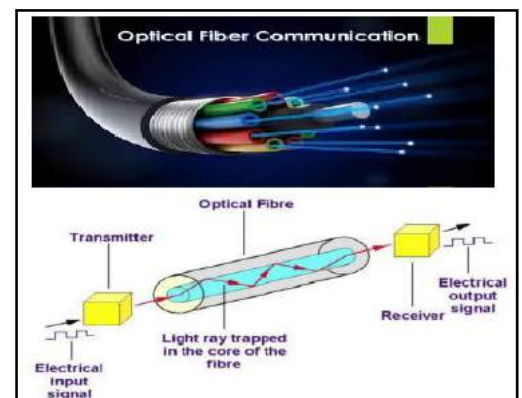 Optical Fiber Communication
Optical Fibre
Transmitter
Electrical
output
signal
Receiver
Light ray trapped
in the core of the
fibre
Electrical
input
signal